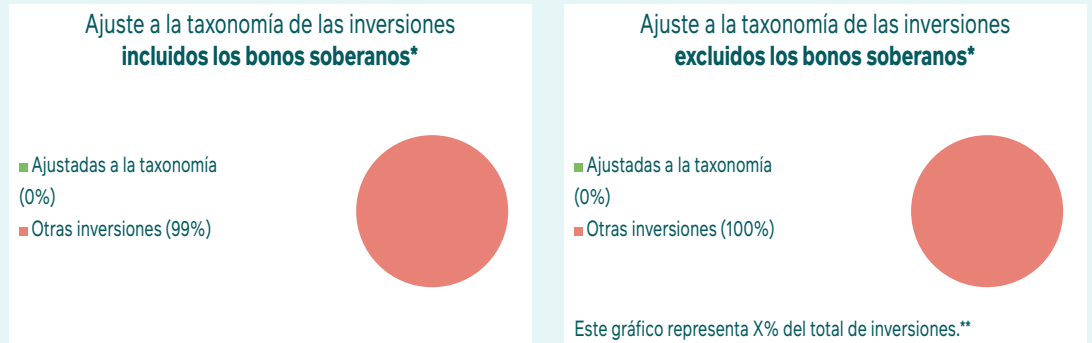 Ajuste a la taxonomía de las inversiones
incluidos los bonos soberanos*
Ajustadas a la taxonomía
(0%)
Otras inversiones (99%)
Ajuste a la taxonomía de las inversiones
excluidos los bonos soberanos*
Ajustadas a la taxonomía
(0%)
Otras inversiones (100%)
Este gráfico representa X% del total de inversiones.**